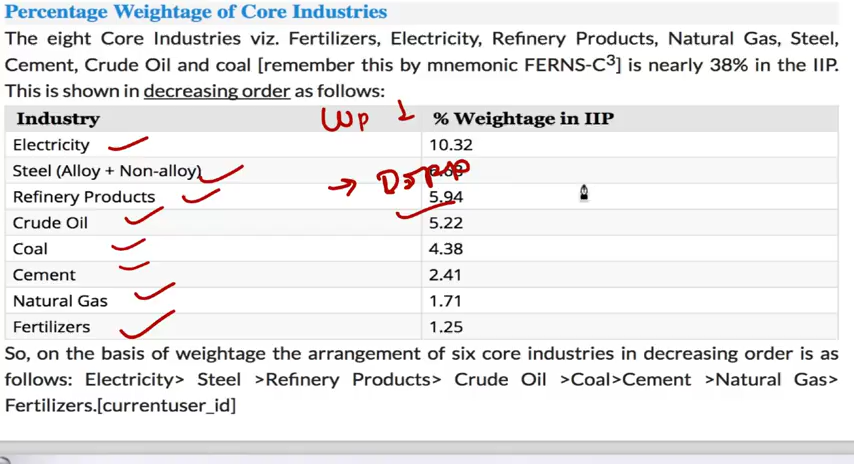 Percentage Weightage of Core Industries
The eight Core Industries viz. Fertilizers, Electricity, Refinery Products, Natural Gas, Steel,
Cement, Crude Oil and coal [remember this by mnemonic FERNS-C³] is nearly 38% in the IIP.
This is shown in decreasing order as follows:
Industry % Weightage in IIP
Electricity 10.32
Steel (Alloy + Non-alloy)
Refinery Products 5.94
Crude Oil 5.22
Coal 4.38
Cement 2.41
Natural Gas 1.71
Fertilizers 1.25
So, on the basis of weightage the arrangement of six core industries in decreasing order is as
follows: Electricity> Steel >Refinery Products> Crude Oil >Coal>Cement >Natural Gas>
Fertilizers.[currentuser_id]